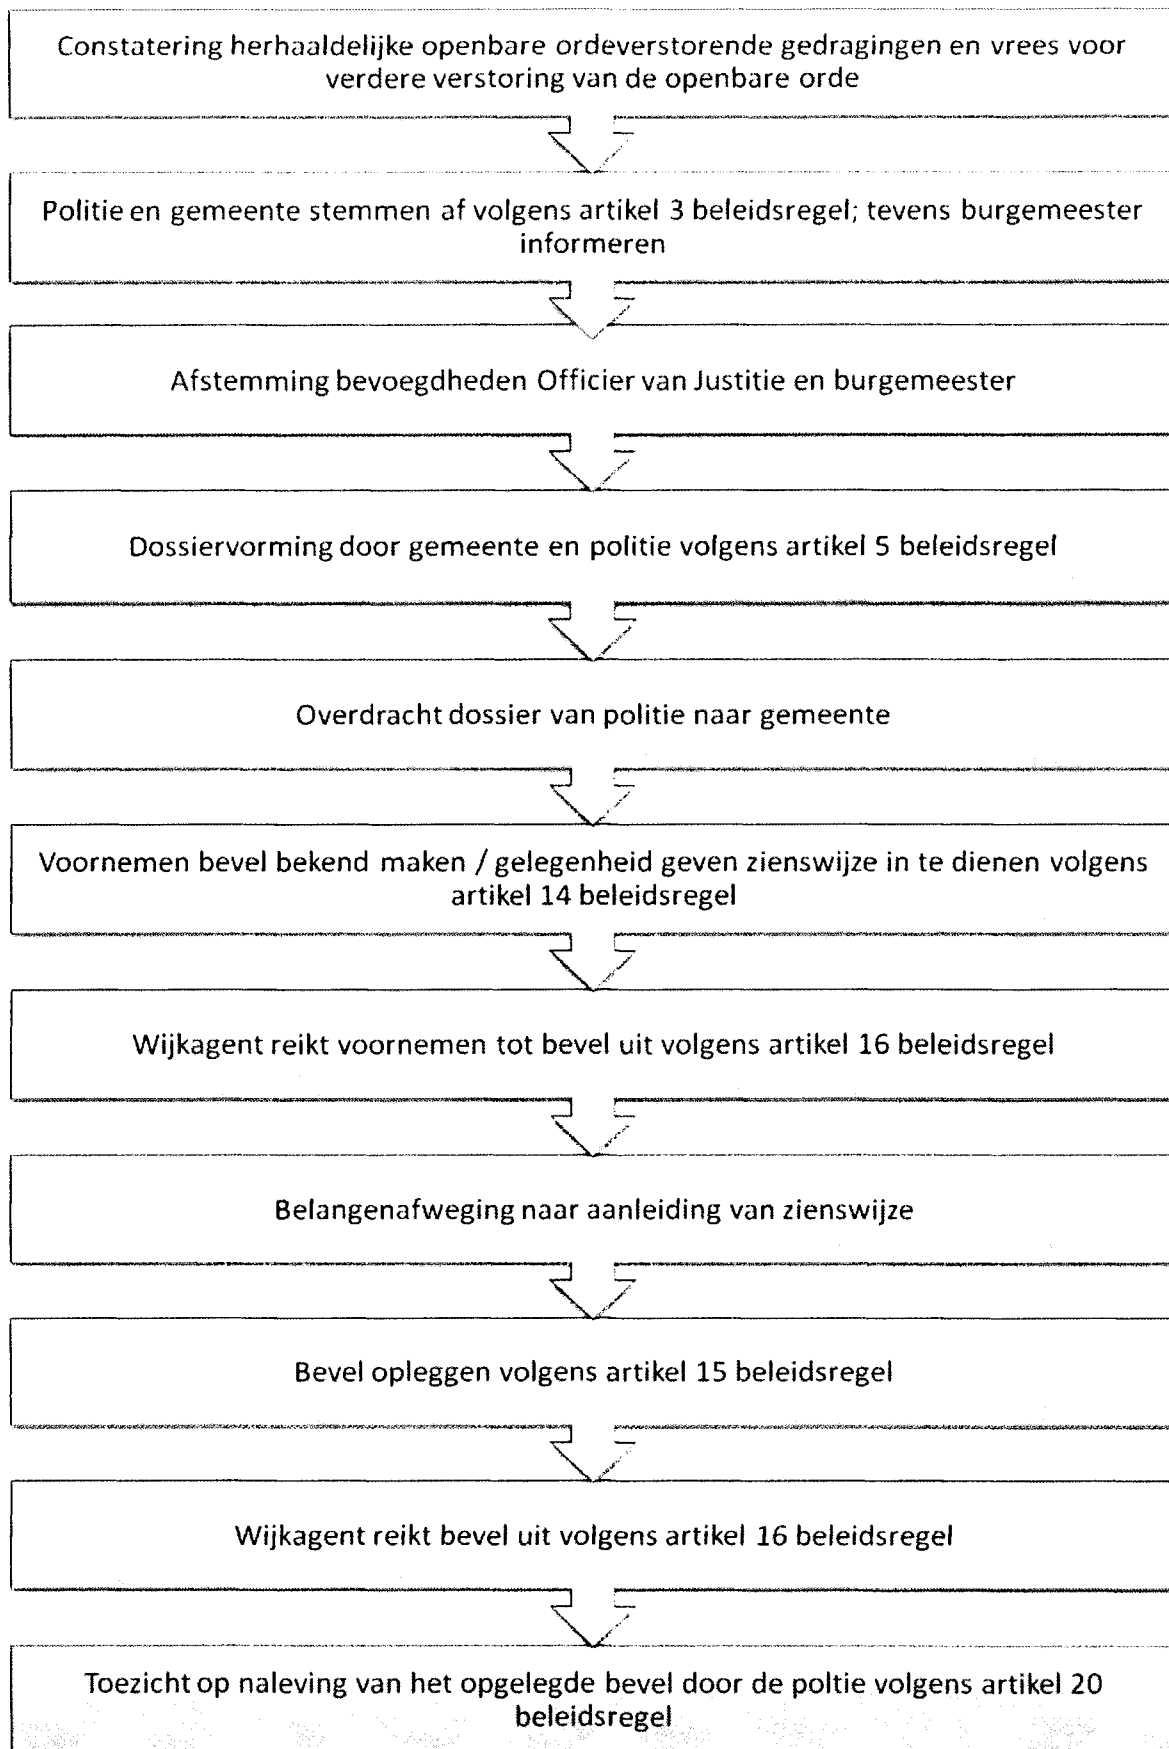 Constatering herhaaldelijke openbare ordeverstorende gedragingen en vrees voor
verdere verstoring van de openbare orde
Politie en gemeente stemmen af volgens artikel 3 beleidsregel; tevens burgemeester
informeren
Afstemming bevoegdheden Officier van Justitie en burgemeester
Dossiervorming door gemeente en politie volgens artikel 5 beleidsregel
Overdracht dossier van politie naar gemeente
Voornemen bevel bekend maken / gelegenheid geven zienswijze in te dienen volgens
artikel 14 beleidsregel
Wijkagent reikt voornemen tot bevel uit volgens artikel 16 beleidsregel
Belangenafweging naar aanleiding van zienswijze
Bevel opleggen volgens artikel 15 beleidsregel
Wijkagent reikt bevel uit volgens artikel 16 beleidsregel
Toezicht op naleving van het opgelegde bevel door de poltie volgens artikel 20
beleidsregel